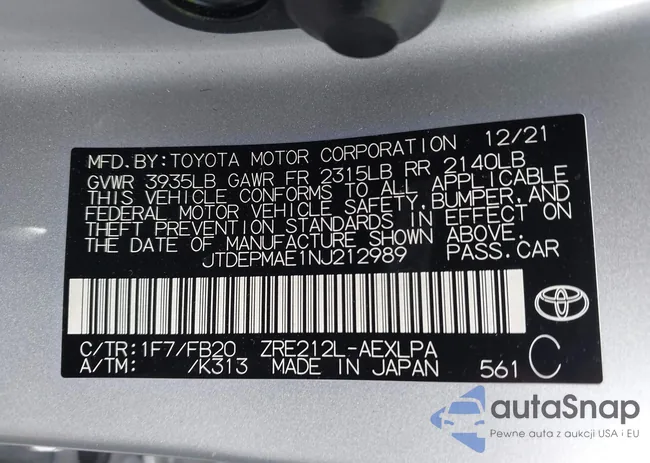 MFD.BY:TOYOTA MOTOR CORPORATION 12/21
GVWR 3935LB GAWR FR 2315LB RR 2140LB
THIS VEHICLE CONFORMS TO ALL APPLICABLE
FEDERAL MOTOR VEHICLE SAFETY, BUMPER, AND
THEFT PREVENTION STANDARDS IN EFFECT ON
THE DATE OF MANUFACTURE SHOWN ABOVE.
JTDEPMAE1NJ212989 PASS.CAR
C/TR:1F7/FB20 ZRE212L-AEXLPA
A/TM: /K313 MADE IN JAPAN 561 C
autaSnap
Pewne auta z aukcji USA i EU